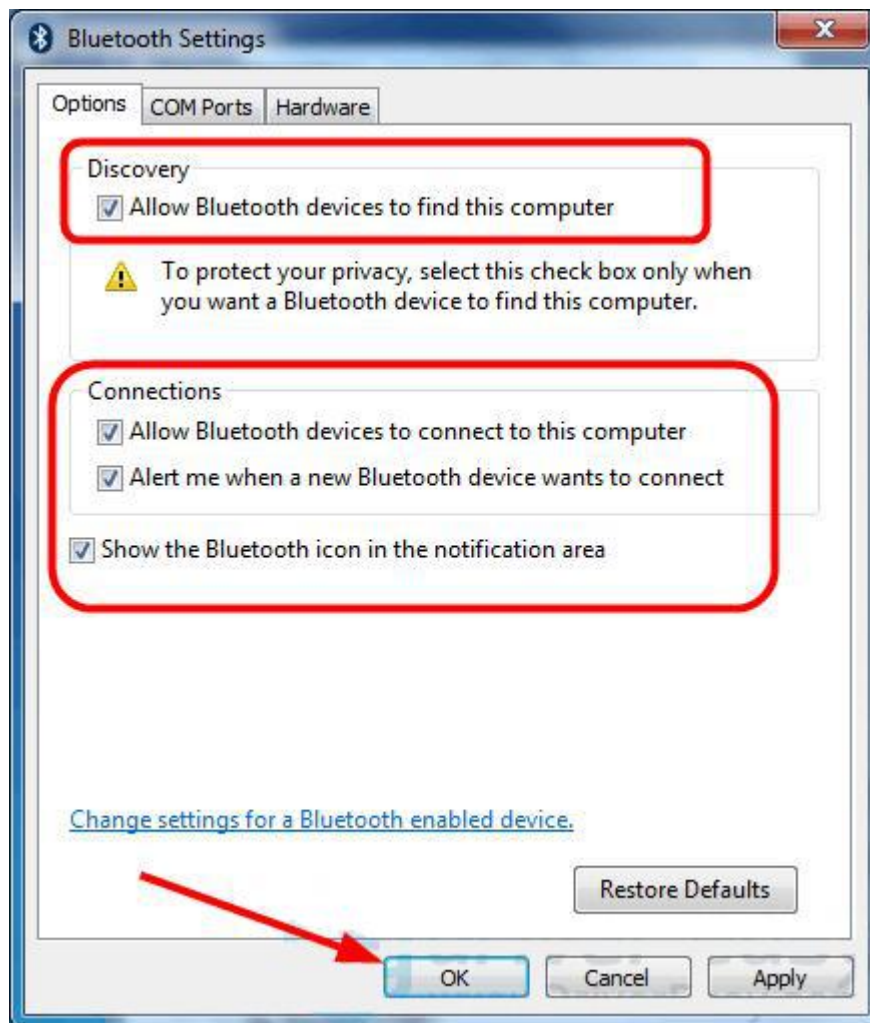 Bluetooth Settings
Options
COM Ports
Hardware
Discovery
Allow Bluetooth devices to find this computer
To protect your privacy, select this check box only when
you want a Bluetooth device to find this computer.
Connections
Allow Bluetooth devices to connect to this computer
Alert me when a new Bluetooth device wants to connect
Show the Bluetooth icon in the notification area
Change settings for a Bluetooth enabled device.
Restore Defaults
OK
Cancel
Apply